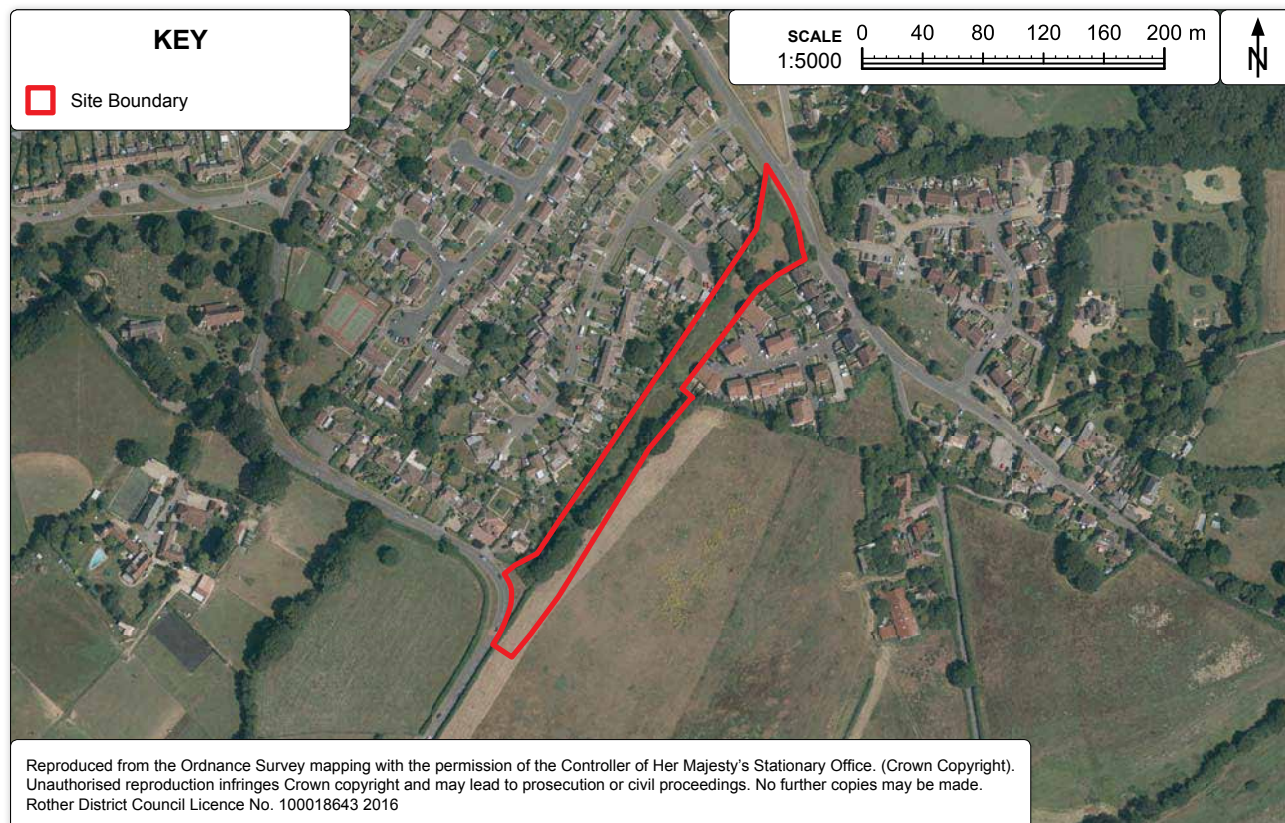 KEY
Site Boundary
SCALE 0 40 80 120 160 200 m
1:5000
N
Reproduced from the Ordnance Survey mapping with the permission of the Controller of Her Majesty's Stationary Office. (Crown Copyright).
Unauthorised reproduction infringes Crown copyright and may lead to prosecution or civil proceedings. No further copies may be made.
Rother District Council Licence No. 100018643 2016